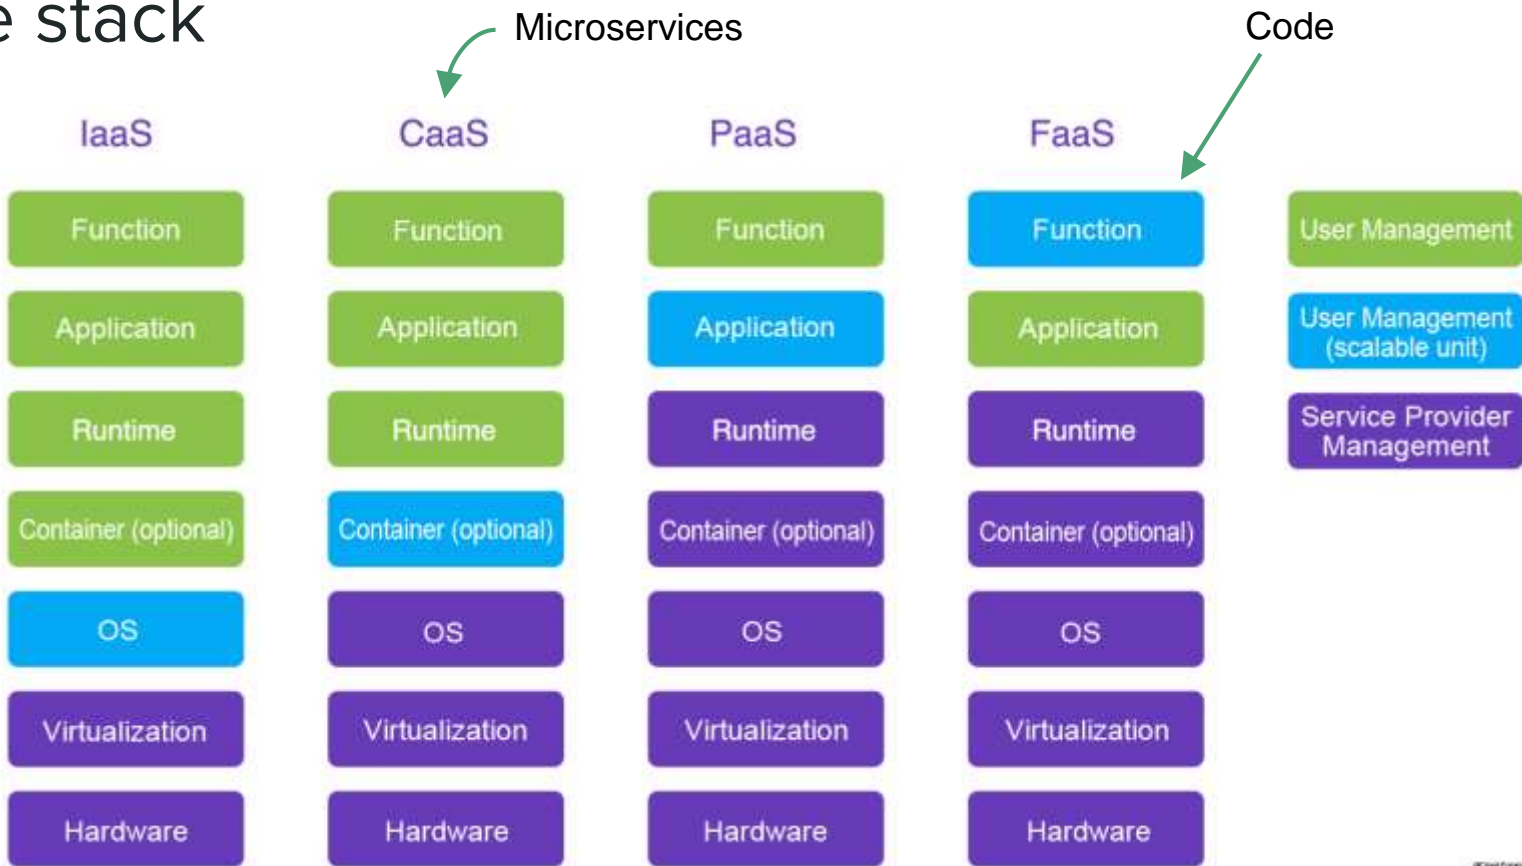 e stack
Microservices
Code
IaaS
CaaS
PaaS
FaaS
Function
Function
Function
Function
User Management
Application
Application
Application
Application
User Management
(scalable unit)
Runtime
Runtime
Runtime
Runtime
Service Provider
Management
Container (optional)
Container (optional)
Container (optional)
Container (optional)
OS
OS
OS
OS
Virtualization
Virtualization
Virtualization
Virtualization
Hardware
Hardware
Hardware
Hardware